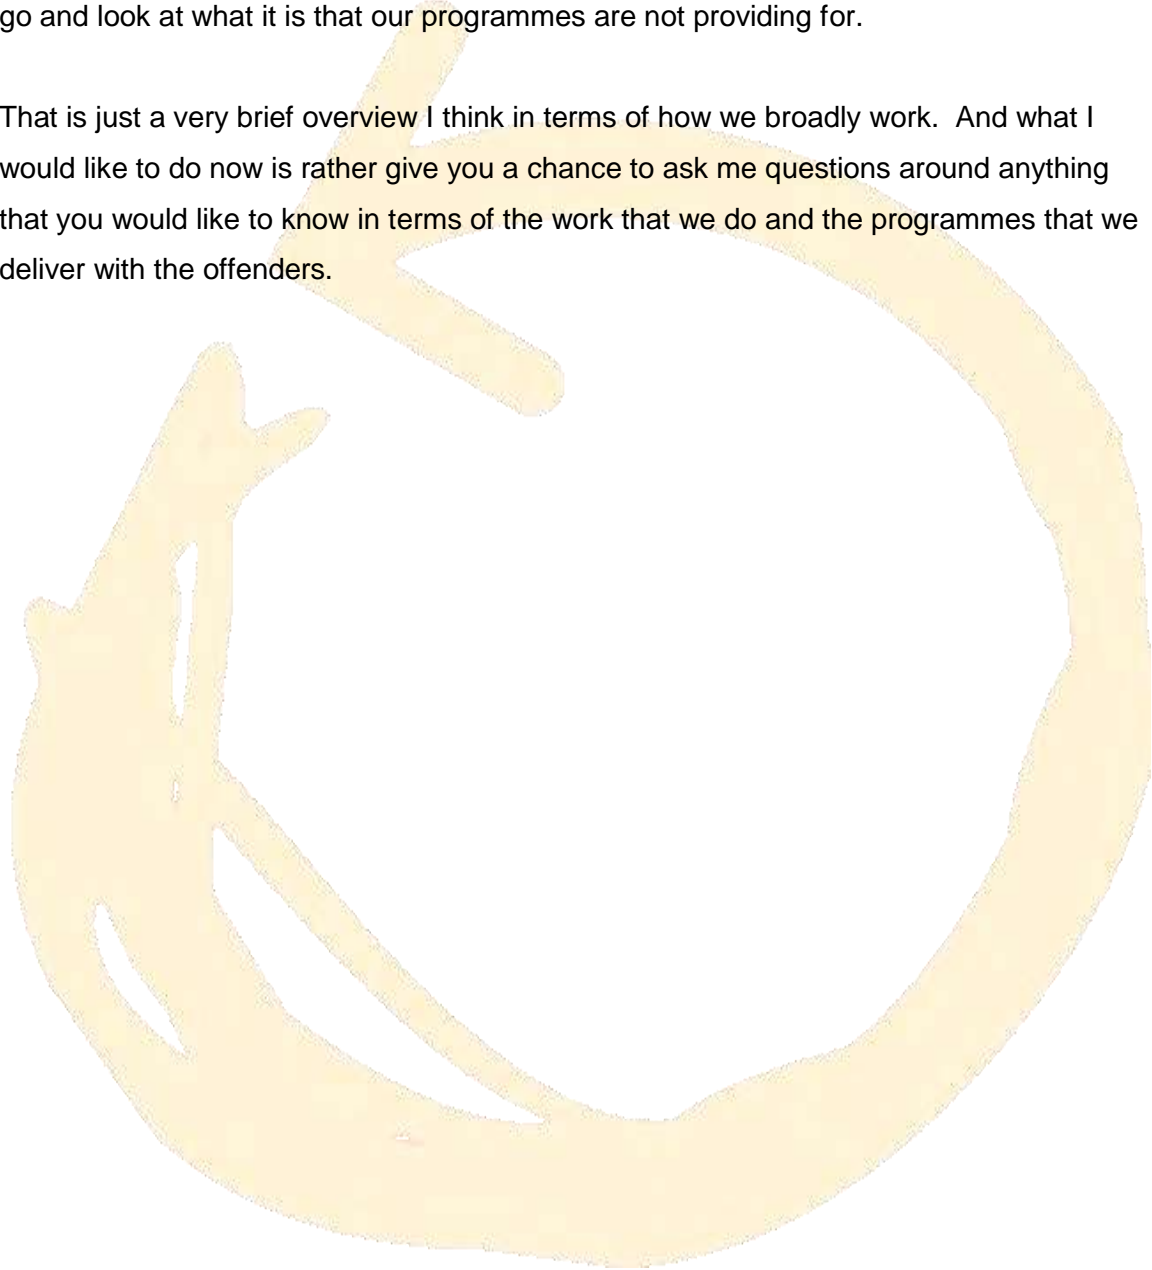 go and look at what it is that our programmes are not providing for.
That is just a very brief overview I think in terms of how we broadly work.  And what I
would like to do now is rather give you a chance to ask me questions around anything
that you would like to know in terms of the work that we do and the programmes that we
deliver with the offenders.